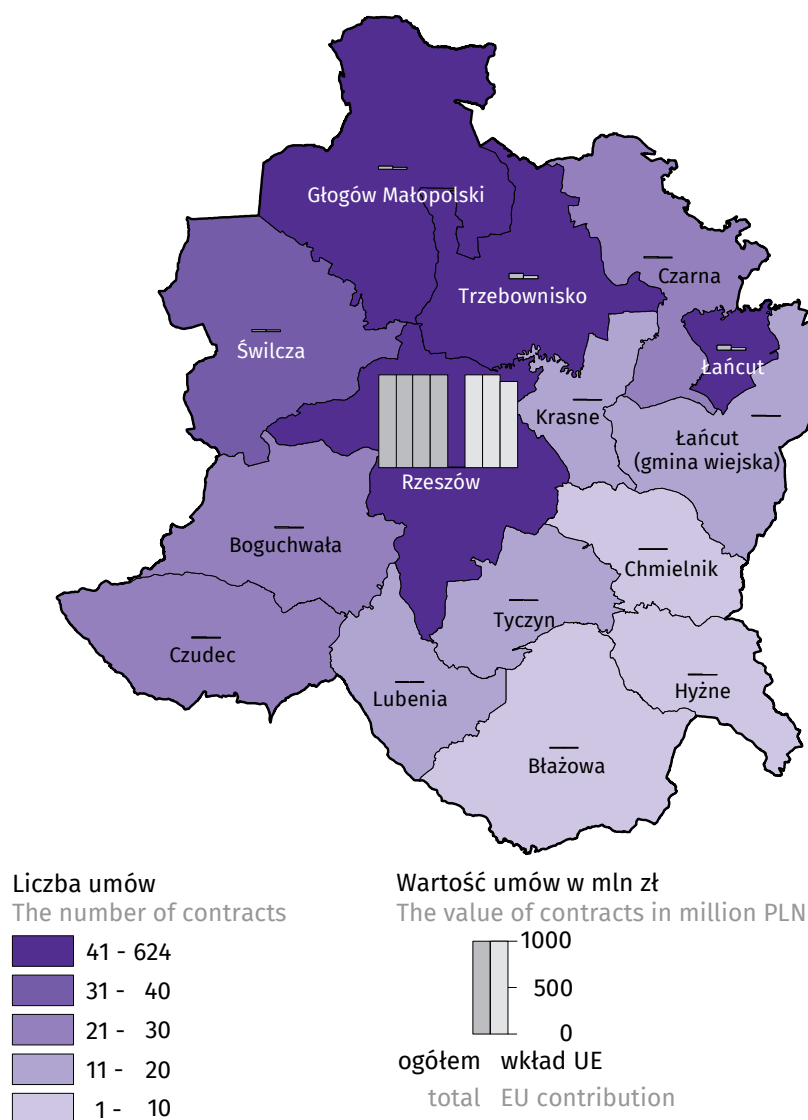 Głogów Małopolski
Czarna
Trzebownisko
Świlcza
Łańcut
Krasne
Łańcut
(gmina wiejska)
Rzeszów
Boguchwała
Chmielnik
Tyczyn
Czudec
Lubenia
Hyżne
Błażowa
Liczba umów
The number of contracts
41 - 624
31 - 40
21 - 30
11 - 20
1 - 10
Wartość umów w mln zł
The value of contracts in million PLN
1000
500
0
ogółem wkład UE
total EU contribution